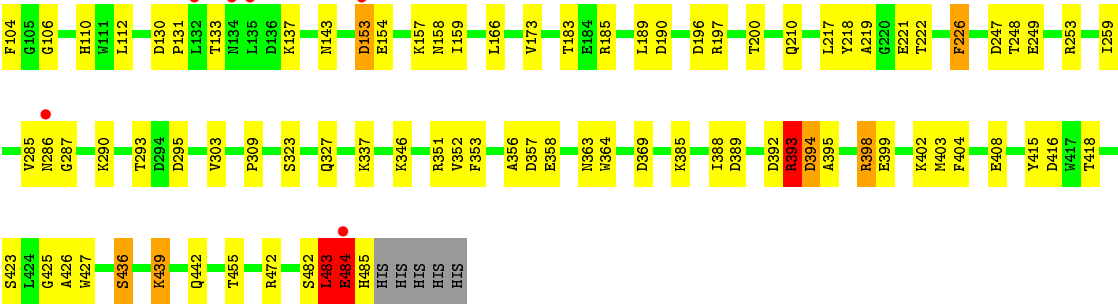 F104 G105 G106 H110 W111 L112 D130 P131 L132 T133 N134 L135 D136 K137 N143 D153 E154 K157 N158 I159 L166 V173 T183 E184 R185 L189 D190 D196 R197 T200 Q210 L217 Y218 A219 G220 E221 T222 F226 D247 T248 E249 R253 I259
V285 N286 G287 K290 T293 D294 D295 V303 P309 S323 Q327 K337 K346 R351 V352 F353 A356 D357 E358 N363 W364 D369 K385 I388 D389 D392 R393 D394 A395 R398 E399 K402 M403 F404 E408 Y415 D416 W417 T418
S423 L424 G425 A426 W427 S436 K439 Q442 T455 R472 S482 L483 E484 H485 HIS HIS HIS HIS HIS